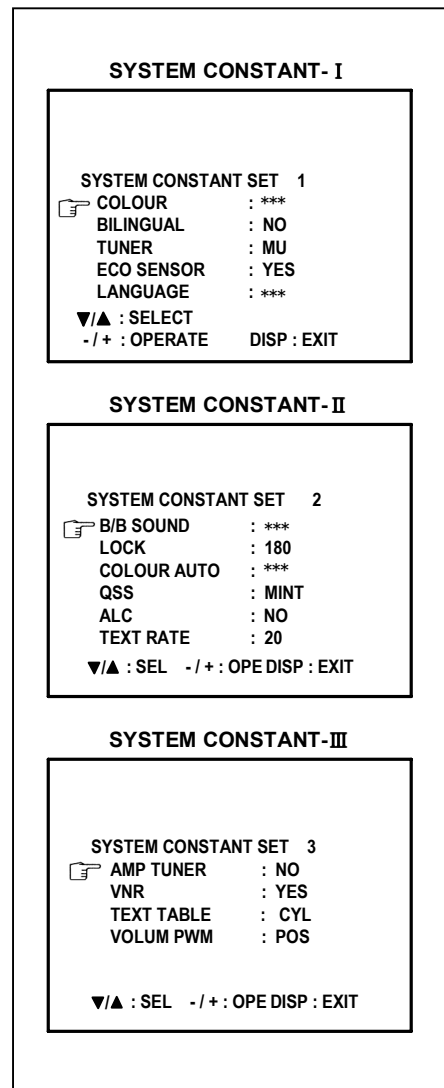 SYSTEM CONSTANT- Ⅰ
SYSTEM CONSTANT SET 1
COLOUR : ***
BILINGUAL : NO
TUNER : MU
ECO SENSOR : YES
LANGUAGE : ***
▼/▲ : SELECT
- / + : OPERATE DISP : EXIT
SYSTEM CONSTANT- Ⅱ
SYSTEM CONSTANT SET 2
B/B SOUND : ***
LOCK : 180
COLOUR AUTO : ***
QSS : MINT
ALC : NO
TEXT RATE : 20
▼/▲ : SEL - / + : OPE DISP : EXIT
SYSTEM CONSTANT-Ⅲ
SYSTEM CONSTANT SET 3
AMP TUNER : NO
VNR : YES
TEXT TABLE : CYL
VOLUM PWM : POS
▼/▲ : SEL - / + : OPE DISP : EXIT